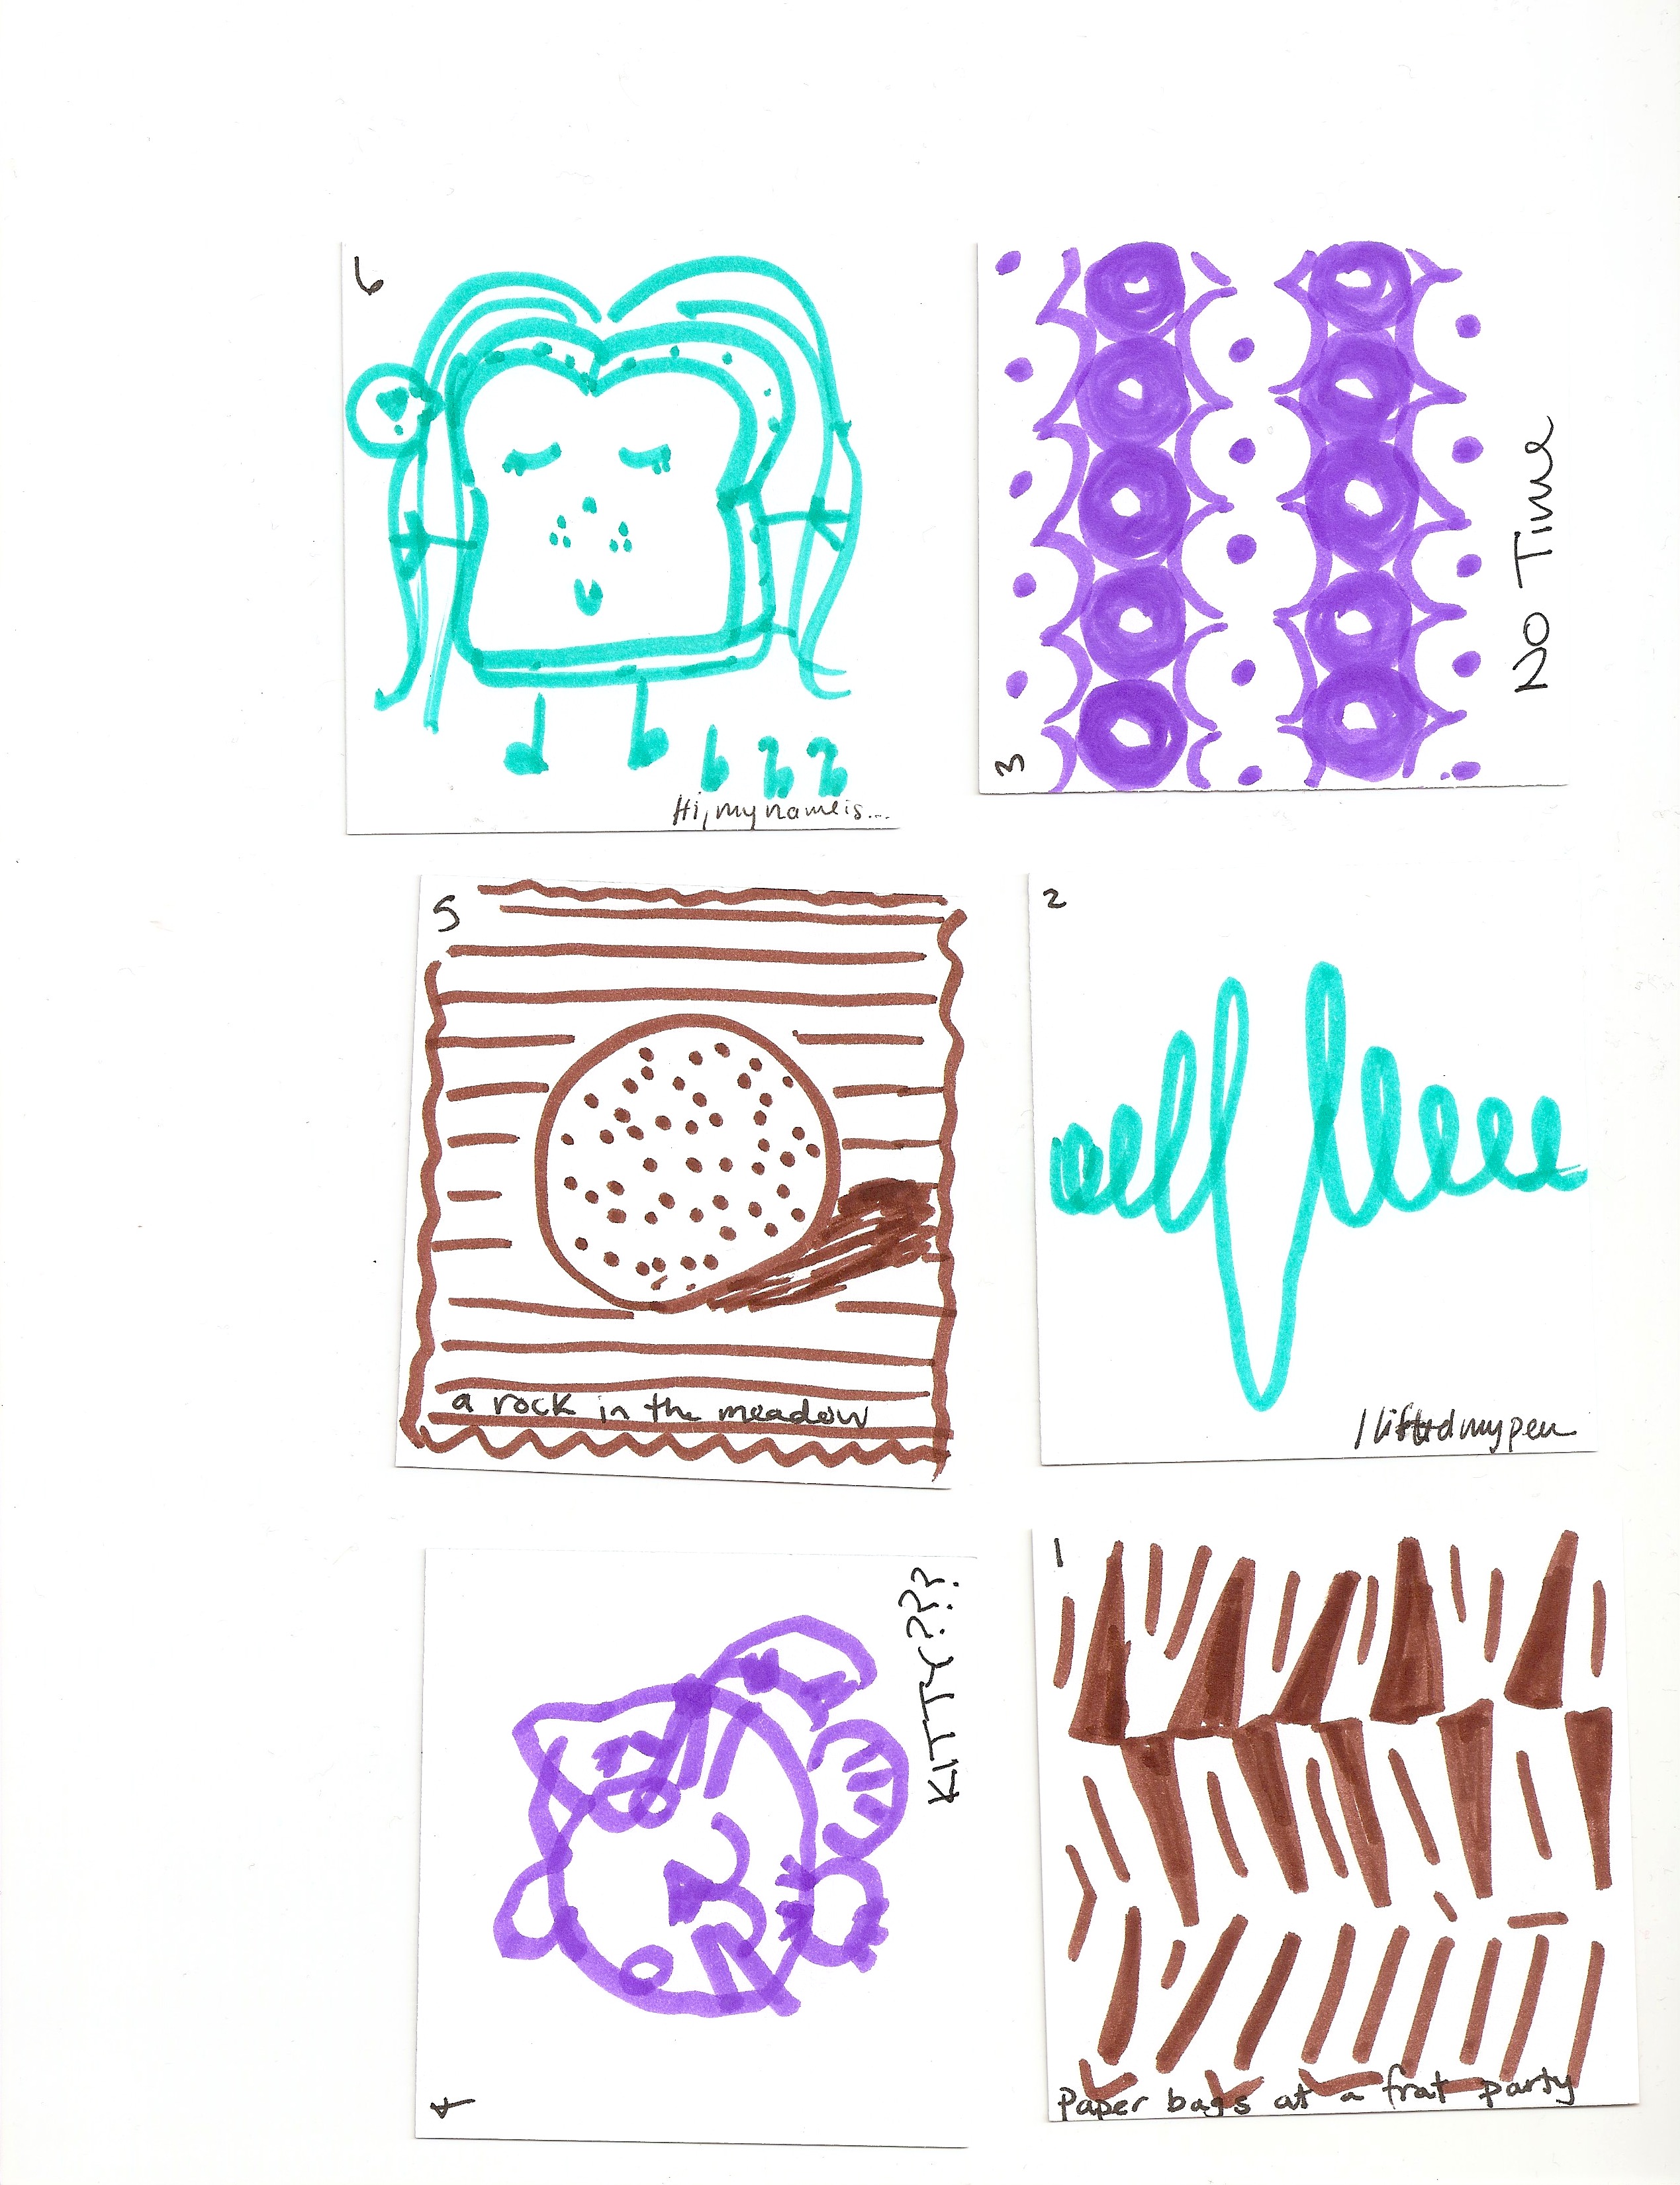 6
Hi, my name is...
3
No Time
5
a rock in the meadow
2
I lifted my pen
4
KITTY???
1
Paper bags at a frat party